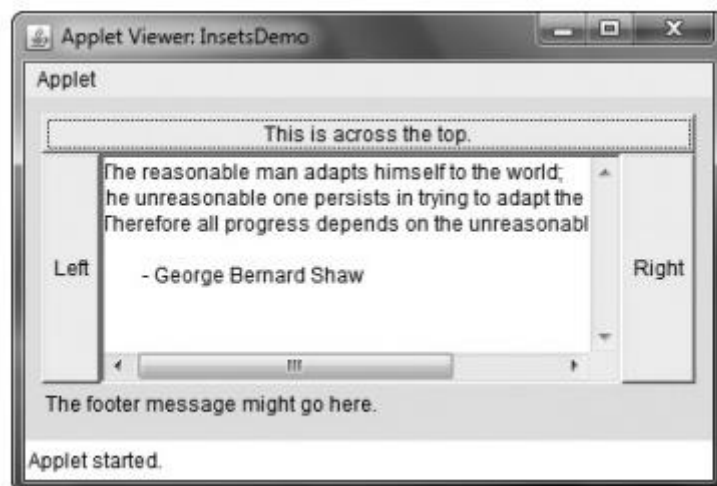 Applet Viewer: InsetsDemo
Applet
This is across the top.
The reasonable man adapts himself to the world;
he unreasonable one persists in trying to adapt the
Therefore all progress depends on the unreasonabl
Left
- George Bernard Shaw
Right
The footer message might go here.
Applet started.